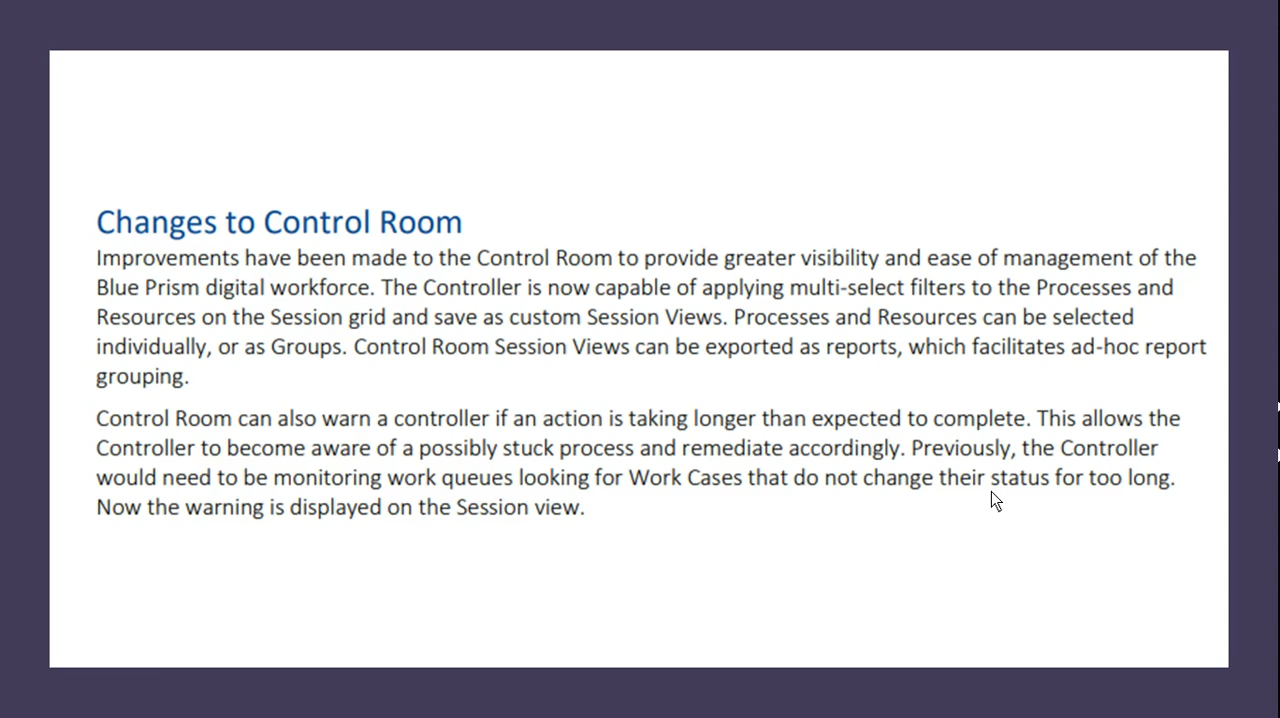 Changes to Control Room
Improvements have been made to the Control Room to provide greater visibility and ease of management of the
Blue Prism digital workforce. The Controller is now capable of applying multi-select filters to the Processes and
Resources on the Session grid and save as custom Session Views. Processes and Resources can be selected
individually, or as Groups. Control Room Session Views can be exported as reports, which facilitates ad-hoc report
grouping.
Control Room can also warn a controller if an action is taking longer than expected to complete. This allows the
Controller to become aware of a possibly stuck process and remediate accordingly. Previously, the Controller
would need to be monitoring work queues looking for Work Cases that do not change their status for too long.
Now the warning is displayed on the Session view.